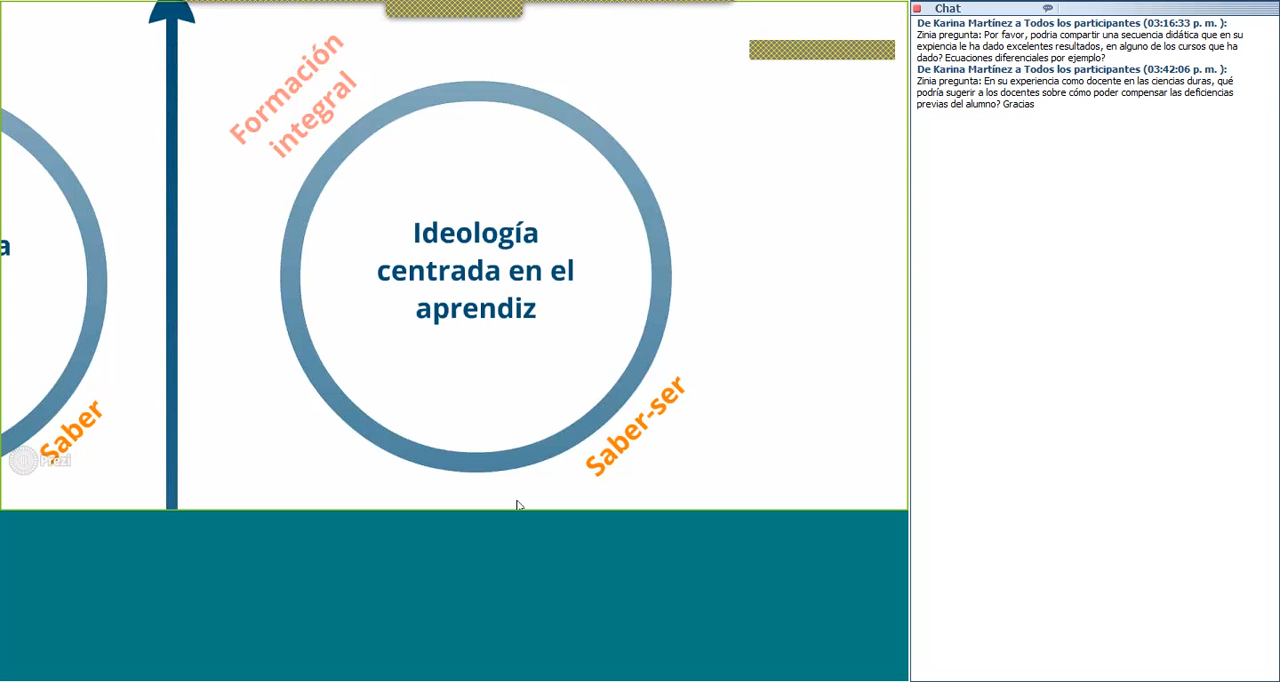 Formación
integral
Ideología
centrada en el
aprendiz
Saber-ser
a
Saber
Prezi
Chat
De Karina Martínez a Todos los participantes (03:16:33 p. m. ):
Zinia pregunta: Por favor, podria compartir una secuencia didática que en su
expiencia le ha dado excelentes resultados, en alguno de los cursos que ha
dado? Ecuaciones diferenciales por ejemplo?
De Karina Martínez a Todos los participantes (03:42:06 p. m. ):
Zinia pregunta: En su experiencia como docente en las ciencias duras, qué
podría sugerir a los docentes sobre cómo poder compensar las deficiencias
previas del alumno? Gracias